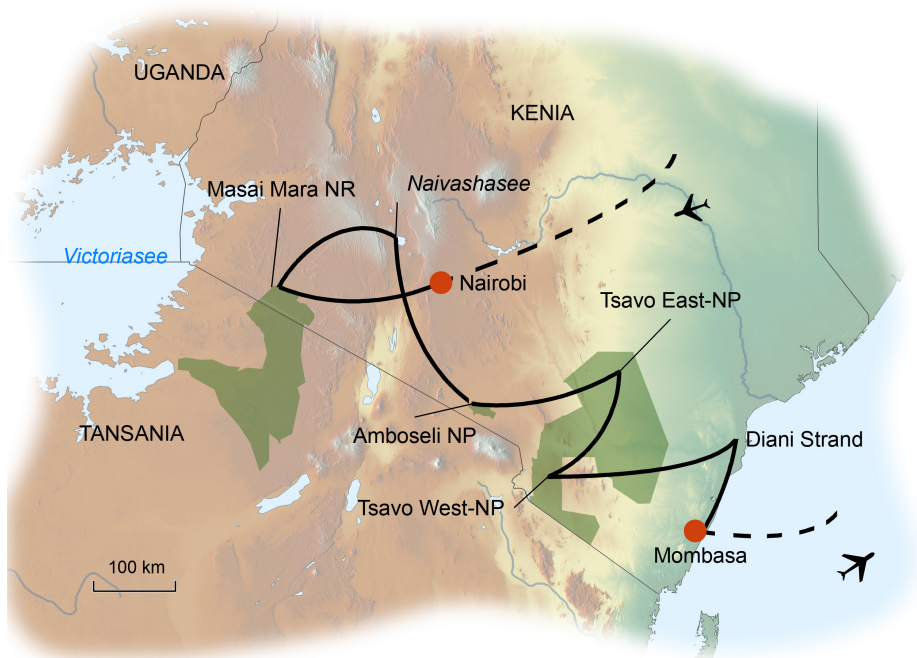 UGANDA
KENIA
Masai Mara NR
Naivashasee
Victoriasee
Nairobi
Tsavo East-NP
TANSANIA
Amboseli NP
Diani Strand
Tsavo West-NP
Mombasa
100 km